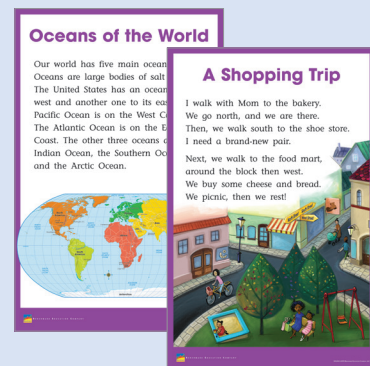 Oceans of the World
Our world has five main ocean
Oceans are large bodies of salt
The United States has an ocean
west and another one to its eas
Pacific Ocean is on the West C
The Atlantic Ocean is on the E
Coast. The other three oceans a
Indian Ocean, the Southern Oc
and the Arctic Ocean.
A Shopping Trip
I walk with Mom to the bakery.
We go north, and we are there.
Then, we walk south to the shoe store.
I need a brand-new pair.
Next, we walk to the food mart,
around the block then west.
We buy some cheese and bread.
We picnic, then we rest!